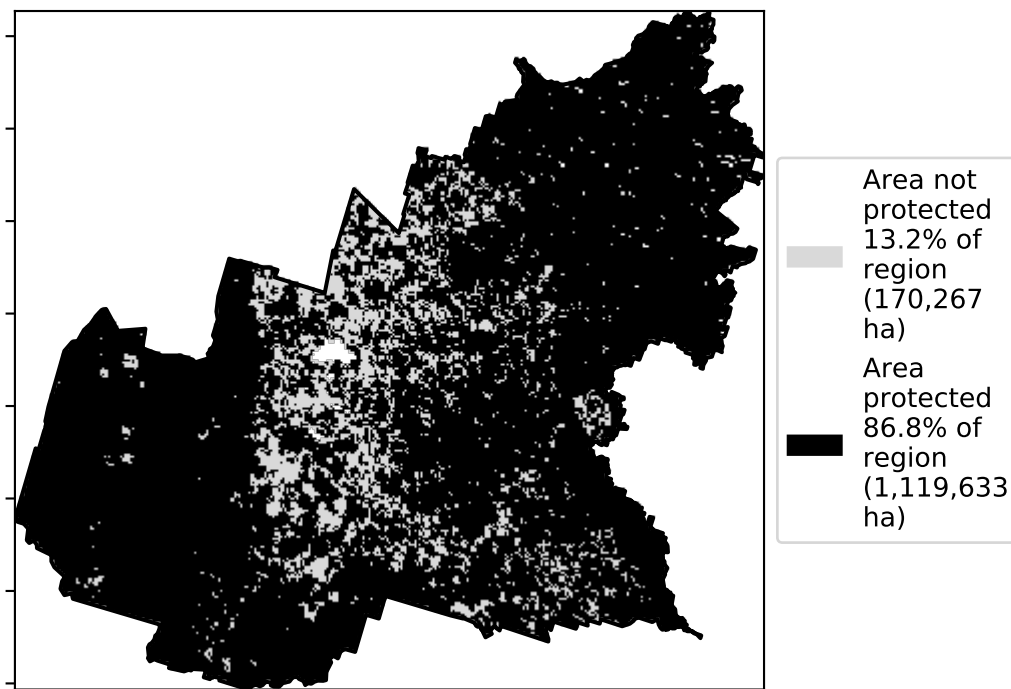 Area not
protected
13.2% of
region
(170,267
ha)
Area
protected
86.8% of
region
(1,119,633
ha)